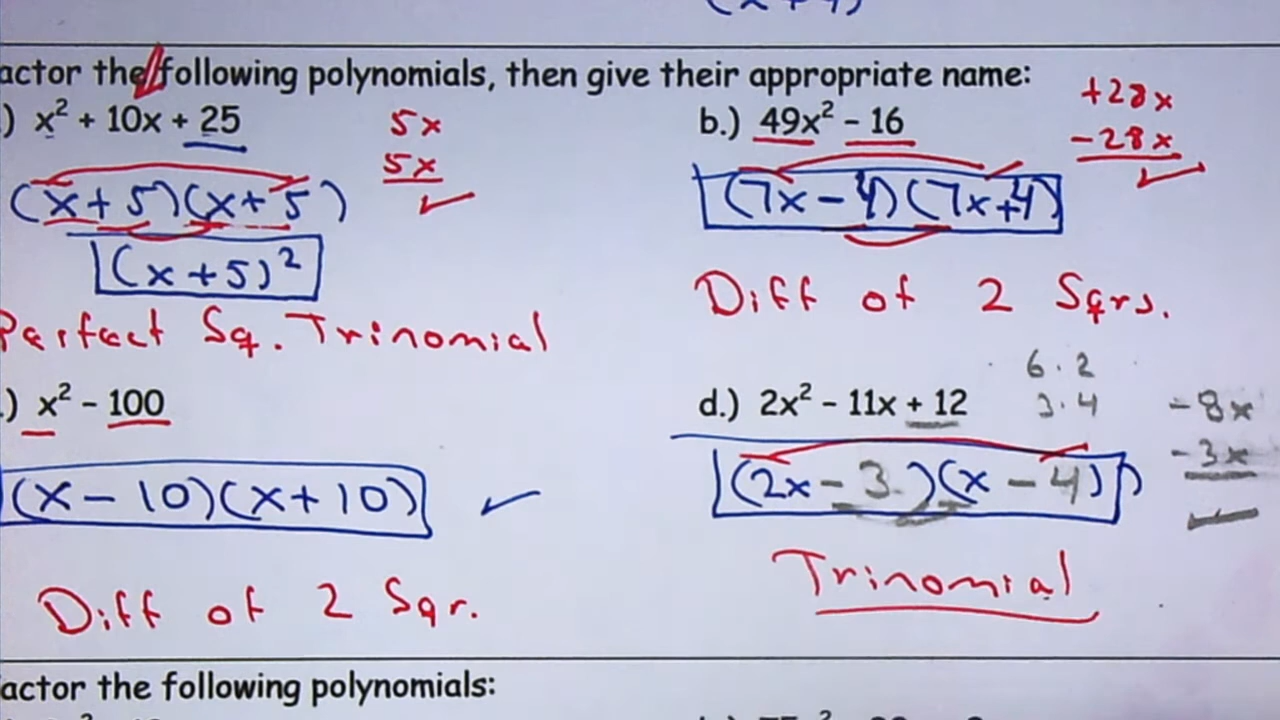 (x+4)
actor the following polynomials, then give their appropriate name:
.) x² + 10x + 25
5x
5x
(x+5)(x+5)
(x+5)²
Perfect Sq. Trinomial
b.) 49x² - 16
+28x
-28x
(7x-4)(7x+4)
Diff of 2 Sqrs.
.) x² - 100
(x-10)(x+10)
Diff of 2 Sqr.
d.) 2x² - 11x + 12
6·2
3·4
-8x
-3x
(2x-3)(x-4))
Trinomial
actor the following polynomials: